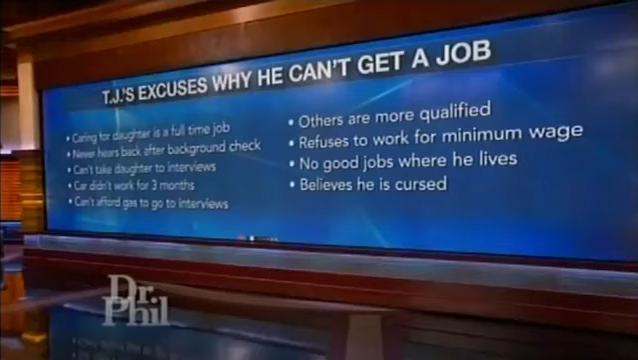 T.J.'S EXCUSES WHY HE CAN'T GET A JOB
• Caring for daughter is a full time job
• Never hears back after background check
• Can't take daughter to interviews
• Car didn't work for 3 months
• Can't afford gas to go to interviews
• Others are more qualified
• Refuses to work for minimum wage
• No good jobs where he lives
• Believes he is cursed
Dr.
Phil